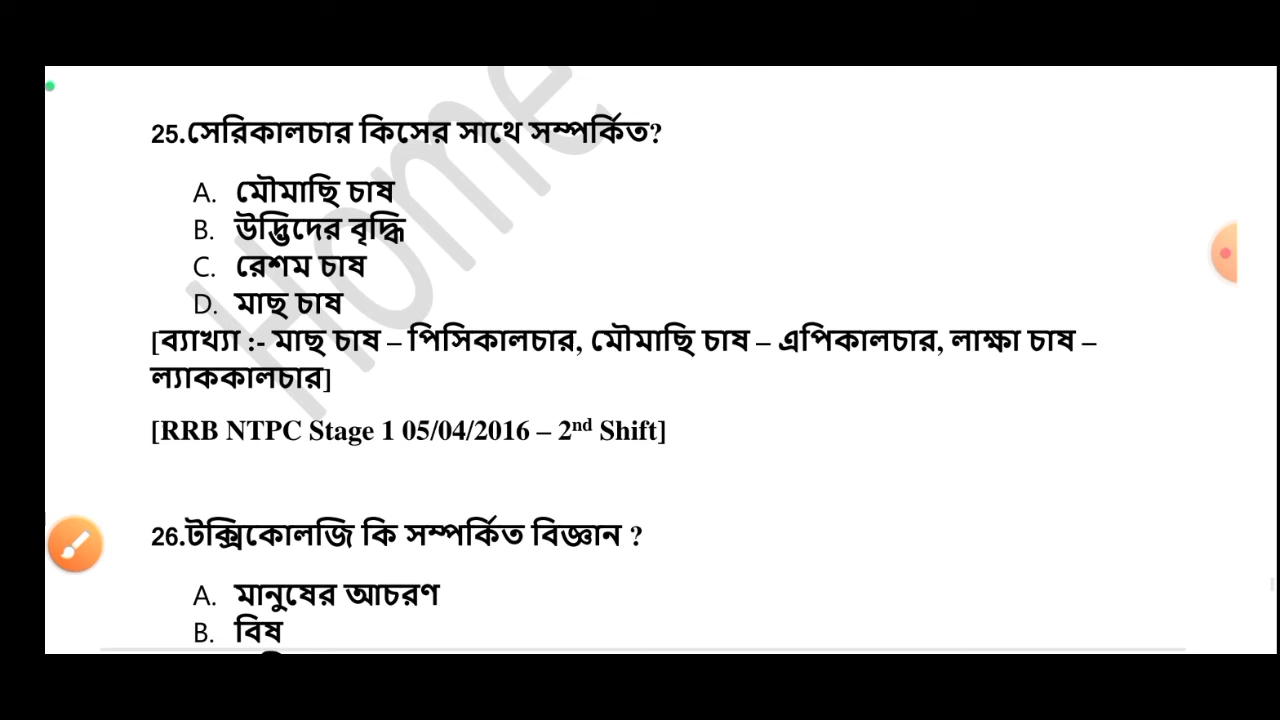 Home
25.সেরিকালচার কিসের সাথে সম্পর্কিত?
A. মৌমাছি চাষ
B. উদ্ভিদের বৃদ্ধি
C. রেশম চাষ
D. মাছ চাষ
[ব্যাখ্যা :- মাছ চাষ – পিসিকালচার, মৌমাছি চাষ – এপিকালচার, লাক্ষা চাষ –
ল্যাককালচার]
[RRB NTPC Stage 1 05/04/2016 – 2nd Shift]
26.টক্সিকোলজি কি সম্পর্কিত বিজ্ঞান ?
A. মানুষের আচরণ
B. বিষ